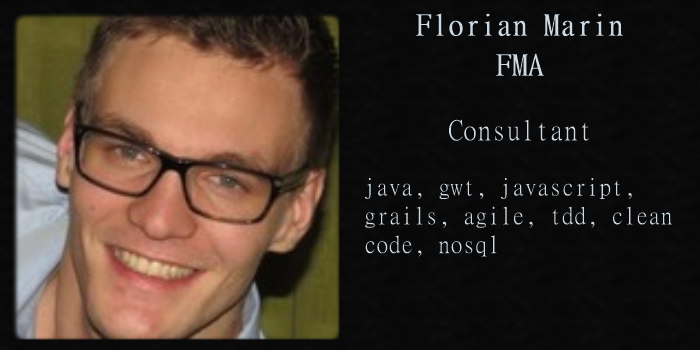 Florian Marin
FMA
Consultant
java, gwt, javascript,
grails, agile, tdd, clean
code, nosql